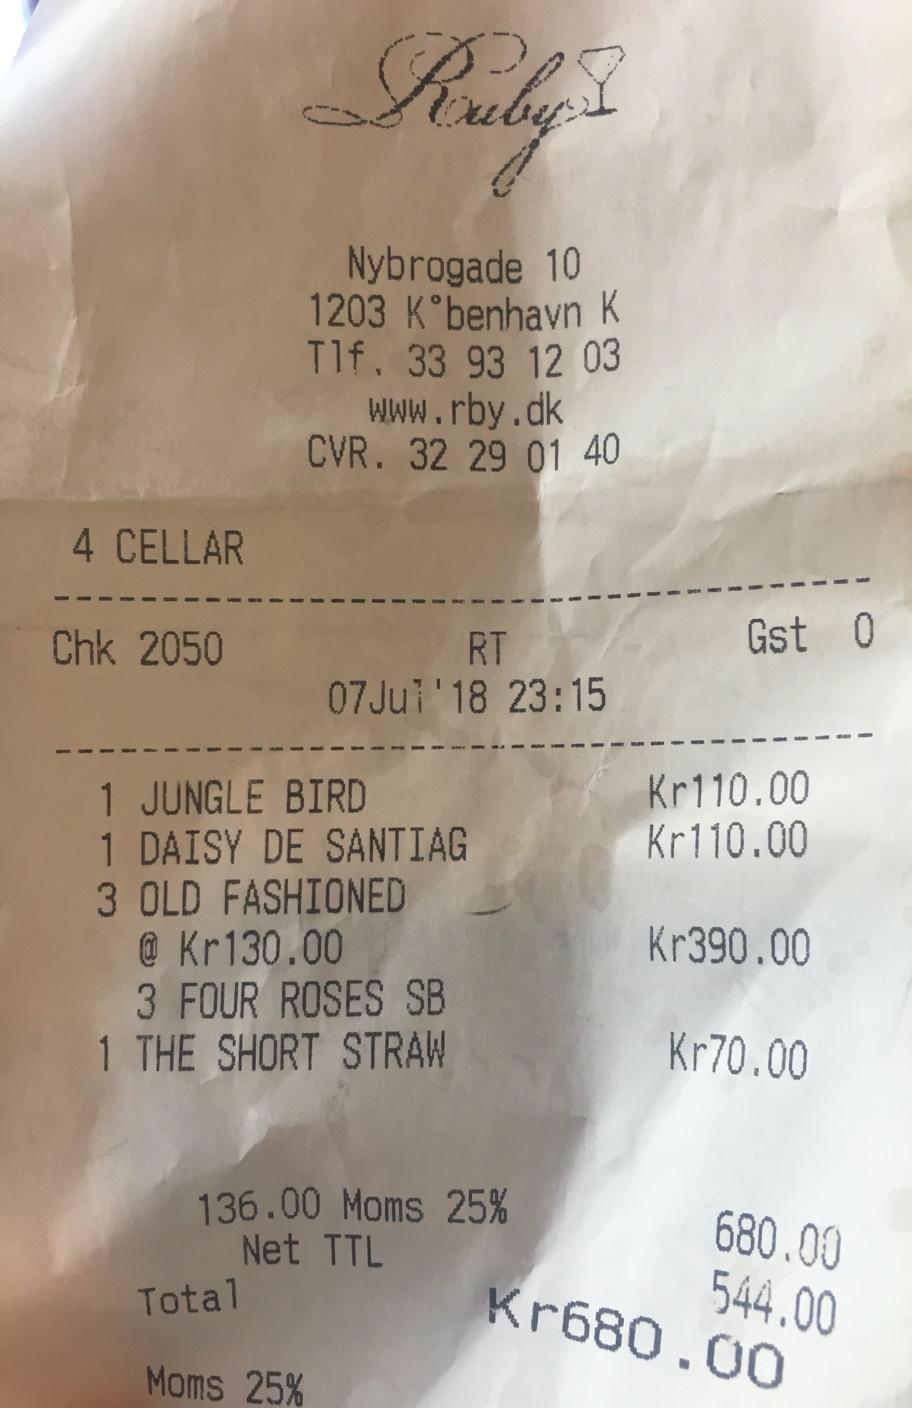 Ruby
Nybrogade 10
1203 K°benhavn K
Tlf. 33 93 12 03
www.rby.dk
CVR. 32 29 01 40
4 CELLAR
Chk 2050 RT Gst 0
07Jul'18 23:15
1 JUNGLE BIRD Kr110.00
1 DAISY DE SANTIAG Kr110.00
3 OLD FASHIONED
@ Kr130.00 Kr390.00
3 FOUR ROSES SB
1 THE SHORT STRAW Kr70.00
136.00 Moms 25% 680.00
Net TTL 544.00
Total Kr680.00
Moms 25%